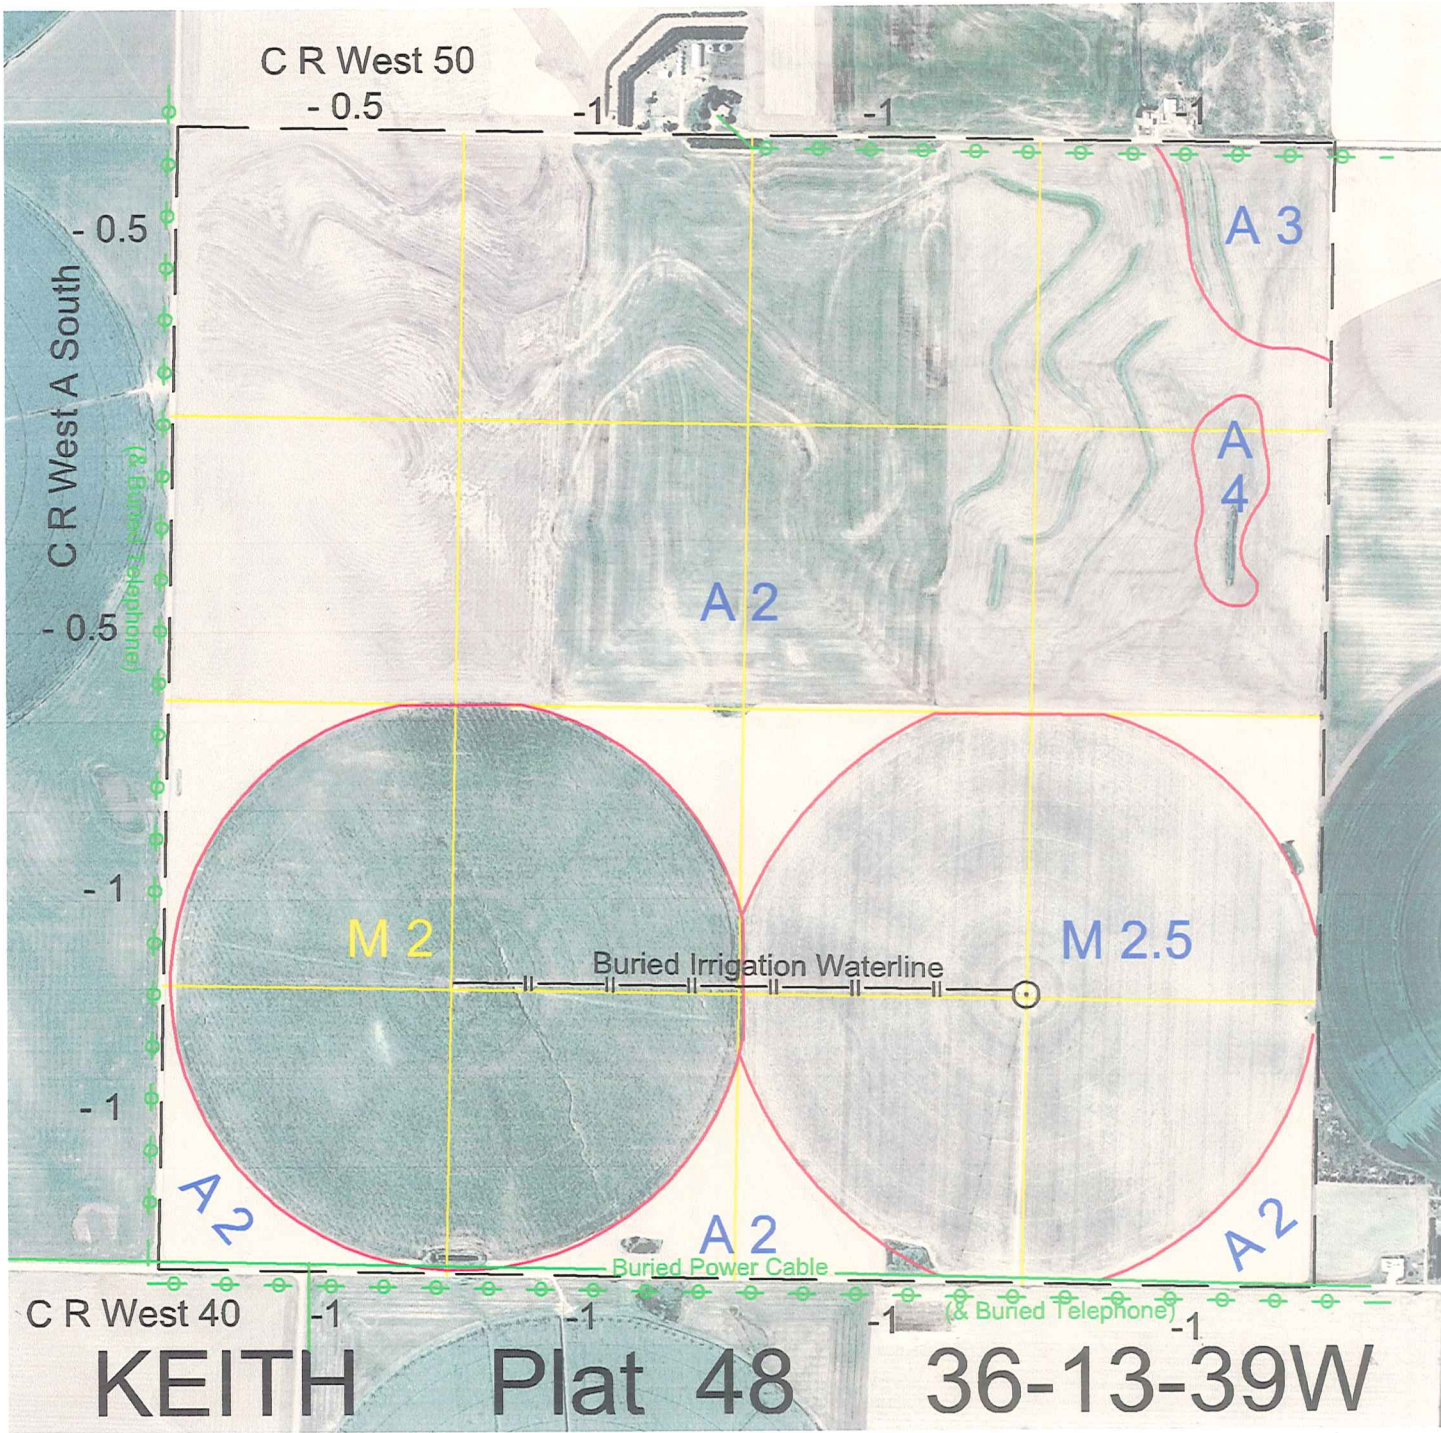 C R West 50
- 0.5
-1
-1
-1
- 0.5
A 3
C R West A South
(& Buried Telephone)
A
4
A 2
- 0.5
- 1
M 2
M 2.5
Buried Irrigation Waterline
- 1
A 2
A 2
A 2
Buried Power Cable
C R West 40
-1
-1
-1
(& Buried Telephone)
-1
KEITH Plat 48 36-13-39W